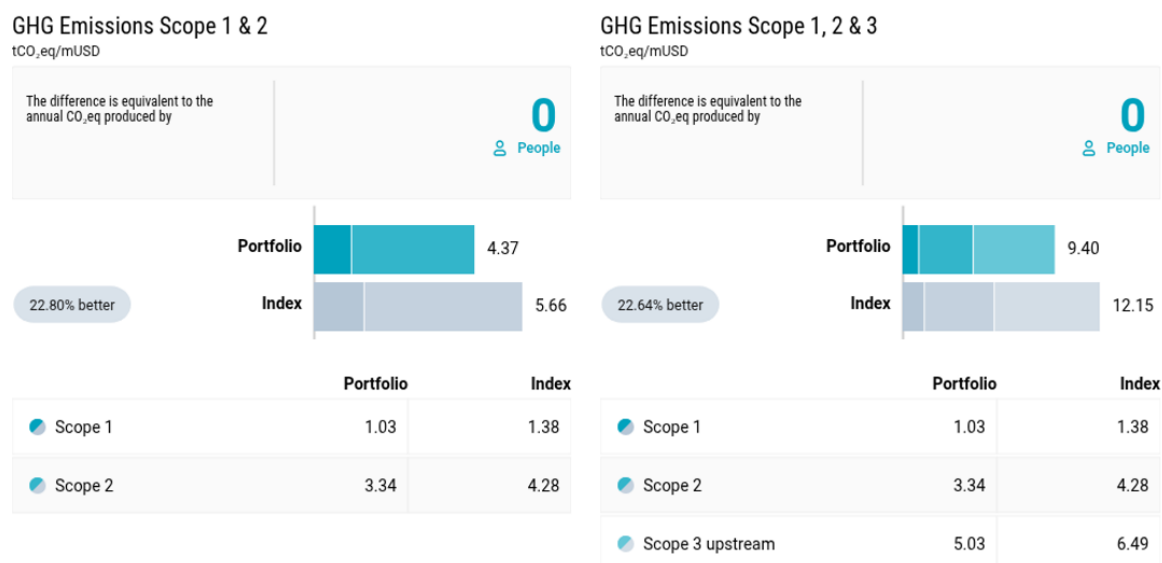 GHG Emissions Scope 1 & 2
tCO₂eq/mUSD
The difference is equivalent to the
annual CO₂eq produced by
0
People
Portfolio 4.37
22.80% better
Index 5.66
Portfolio Index
Scope 1 1.03 1.38
Scope 2 3.34 4.28
GHG Emissions Scope 1, 2 & 3
tCO₂eq/mUSD
The difference is equivalent to the
annual CO₂eq produced by
0
People
Portfolio 9.40
22.64% better
Index 12.15
Portfolio Index
Scope 1 1.03 1.38
Scope 2 3.34 4.28
Scope 3 upstream 5.03 6.49